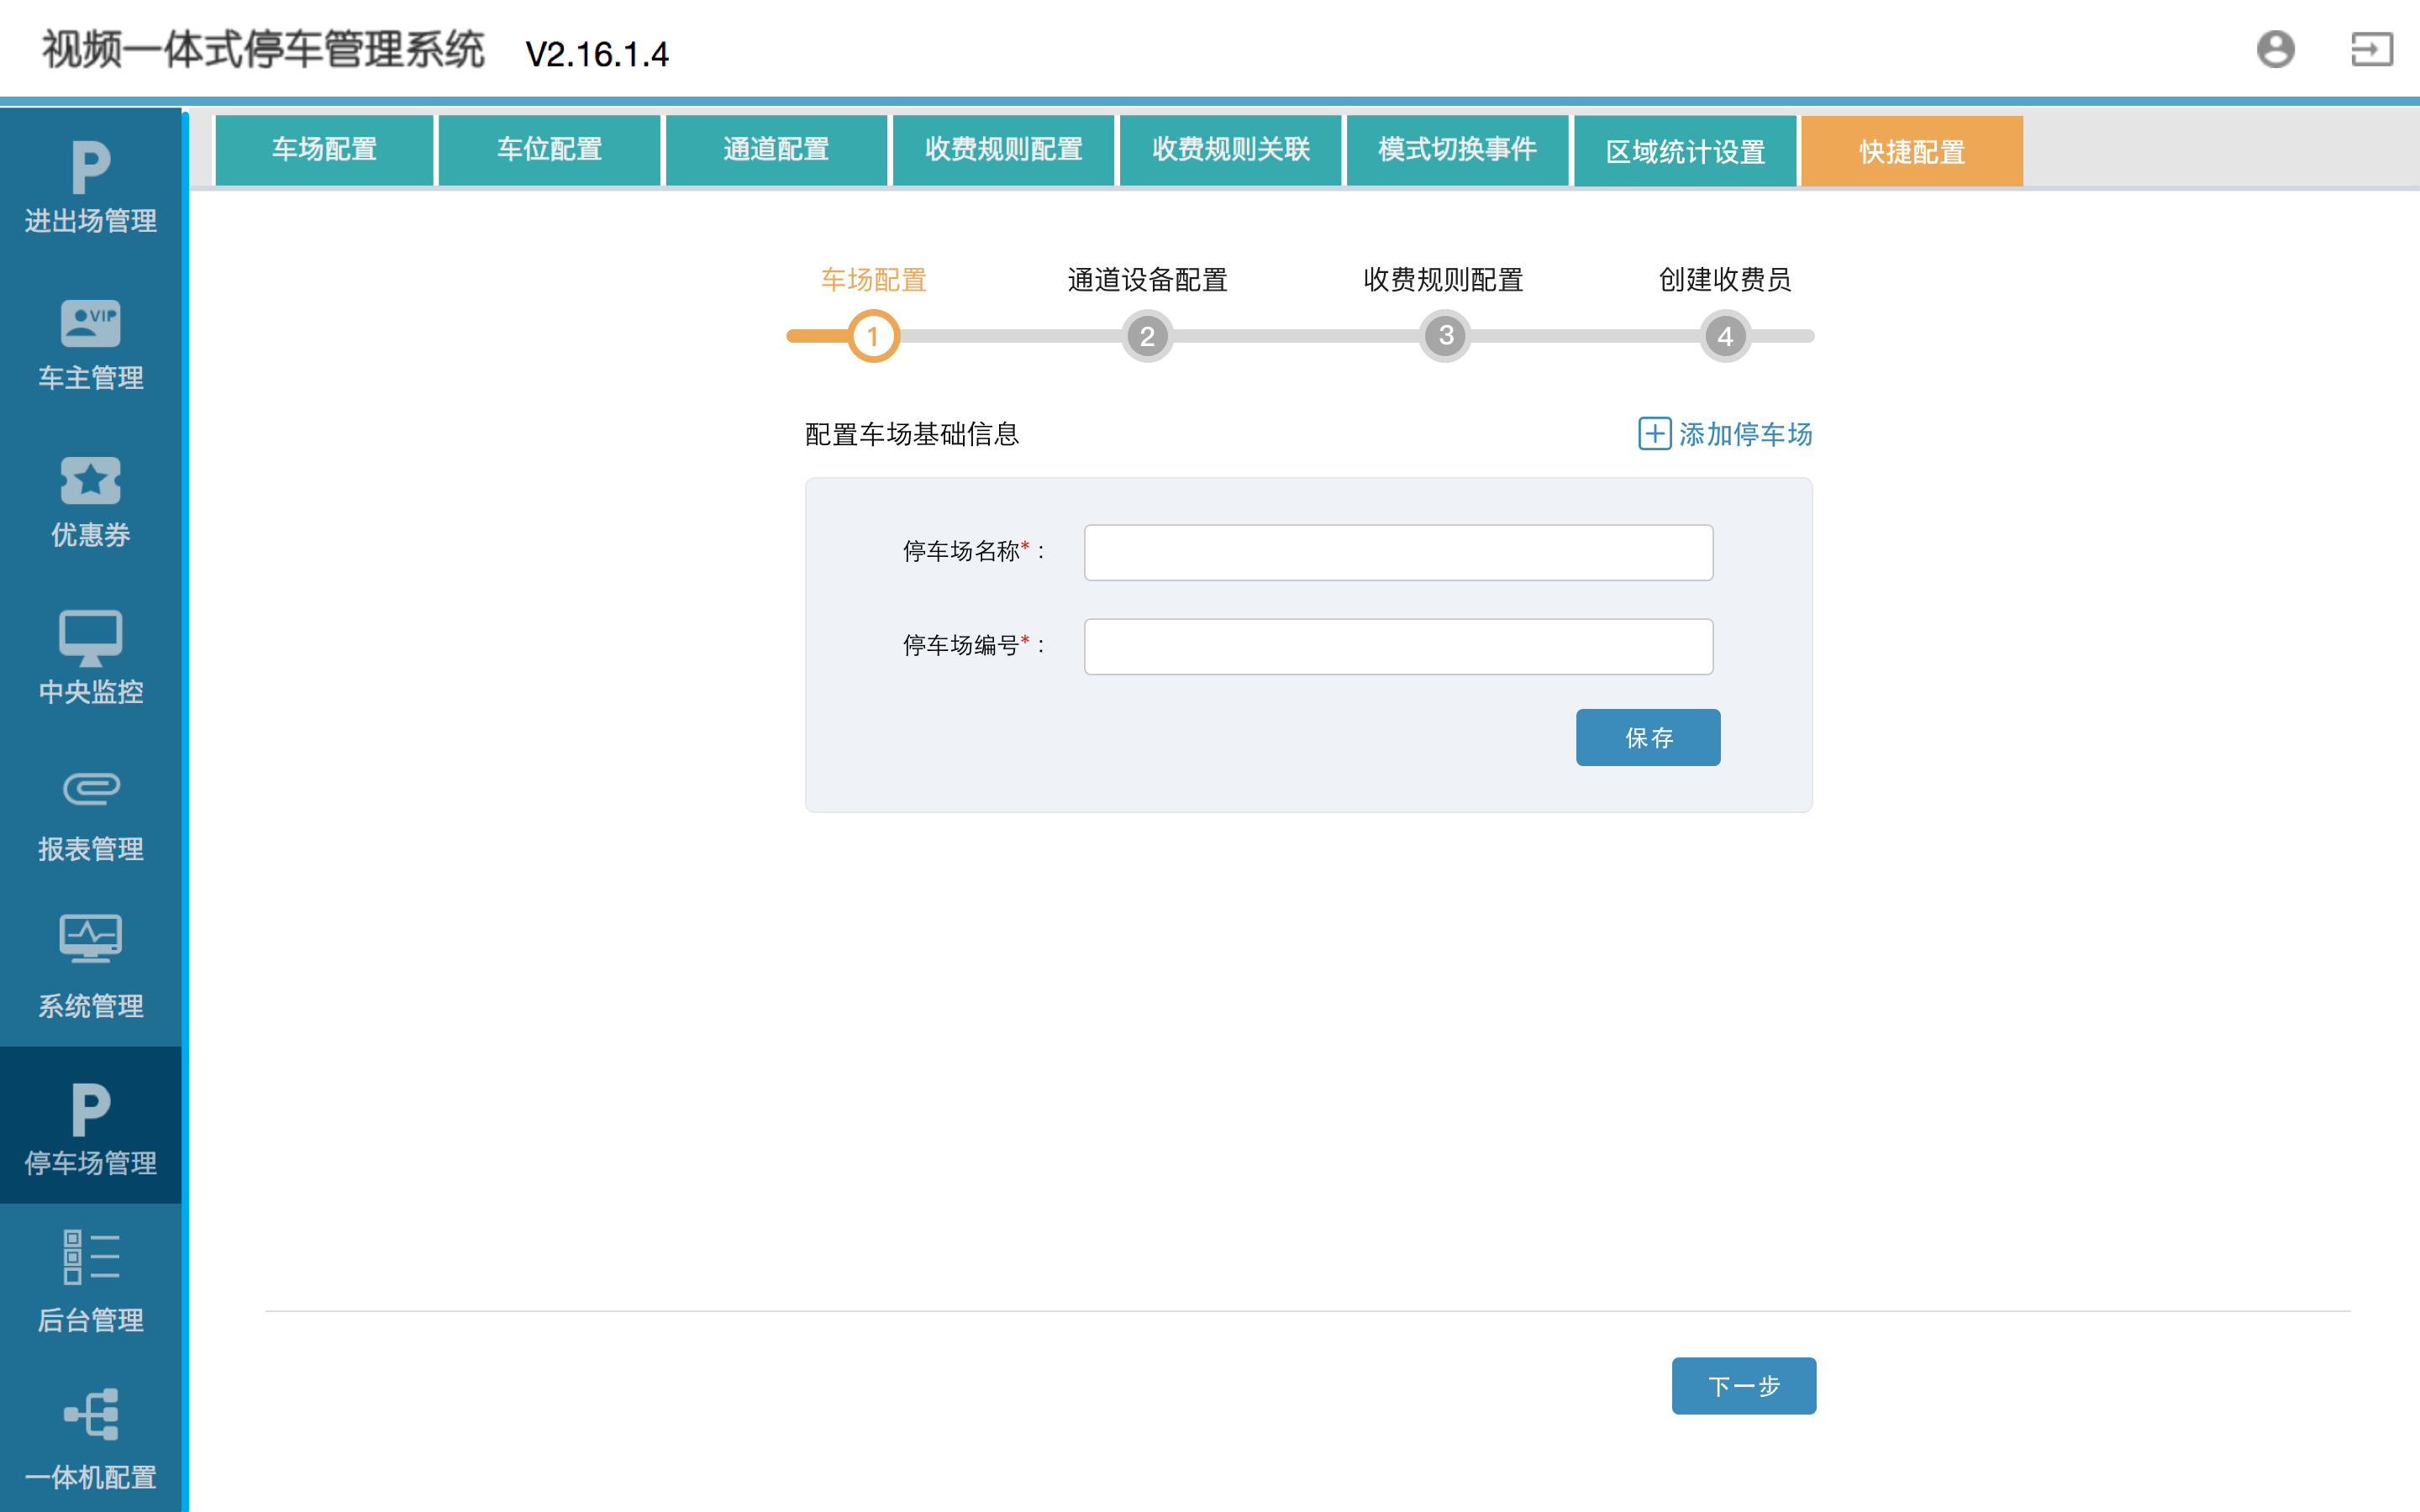 视频一体式停车管理系统 V2.16.1.4
车场配置 车位配置 通道配置 收费规则配置 收费规则关联 模式切换事件 区域统计设置 快捷配置
进出场管理
VIP
车主管理
优惠券
中央监控
报表管理
系统管理
停车场管理
后台管理
一体机配置
车场配置 通道设备配置 收费规则配置 创建收费员
1 2 3 4
配置车场基础信息 添加停车场
停车场名称*：
停车场编号*：
保存
下一步